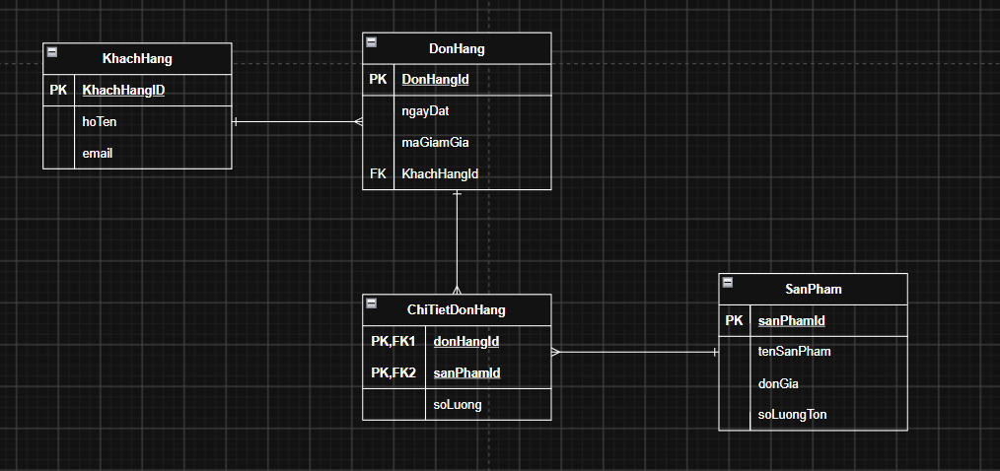 KhachHang
PK KhachHangID
hoTen
email
DonHang
PK DonHangId
ngayDat
maGiamGia
FK KhachHangId
ChiTietDonHang
PK,FK1 donHangId
PK,FK2 sanPhamId
soLuong
SanPham
PK sanPhamId
tenSanPham
donGia
soLuongTon